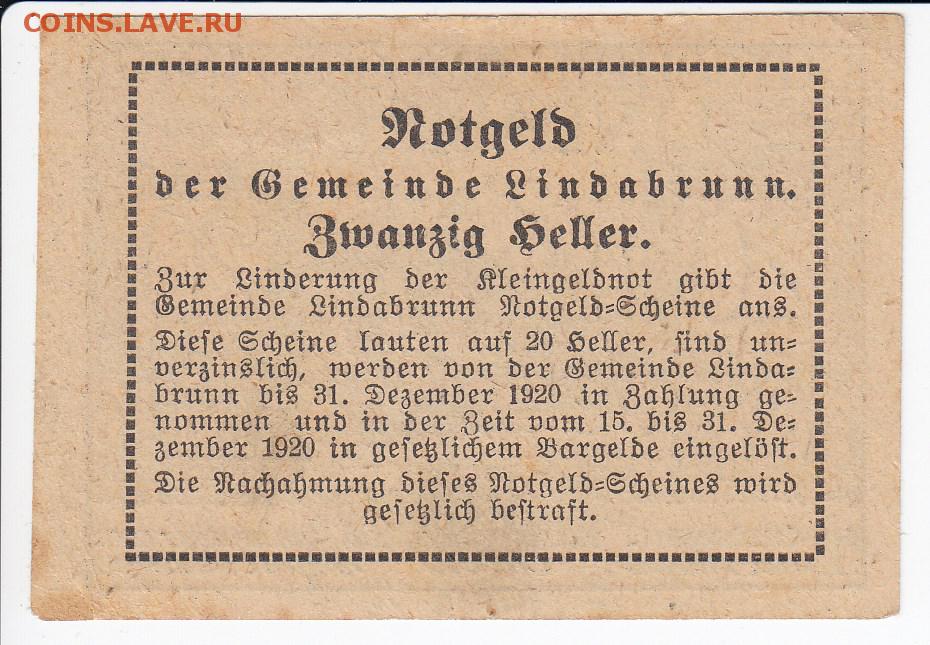 COINS.LAVE.RU
Notgeld
der Gemeinde Lindabrunn.
Zwanzig Heller.
Zur Linderung der Kleingeldnot gibt die
Gemeinde Lindabrunn Notgeld-Scheine ans.
Diese Scheine lauten auf 20 Heller, sind un-
verzinslich, werden von der Gemeinde Linda-
brunn bis 31. Dezember 1920 in Zahlung ge-
nommen und in der Zeit vom 15. bis 31. De-
zember 1920 in gesetzlichem Bargelde eingelöst.
Die Nachahmung dieses Notgeld-Scheines wird
gesetzlich bestraft.